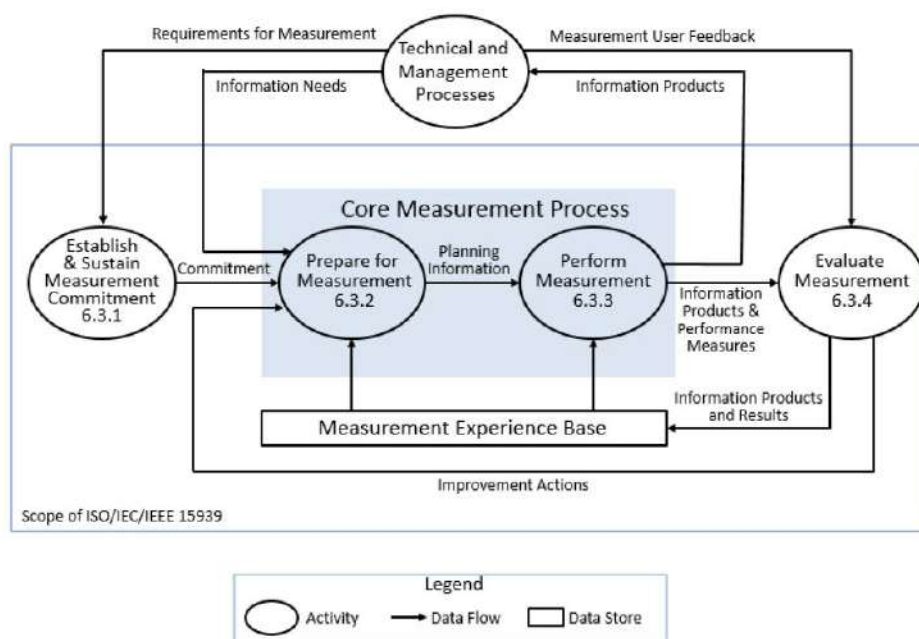 Requirements for Measurement
Technical and
Management
Processes
Measurement User Feedback
Information Needs
Information Products
Core Measurement Process
Establish
& Sustain
Measurement
Commitment
6.3.1
Commitment
Prepare for
Measurement
6.3.2
Planning
Information
Perform
Measurement
6.3.3
Information
Products &
Performance
Measures
Evaluate
Measurement
6.3.4
Information Products
and Results
Measurement Experience Base
Improvement Actions
Scope of ISO/IEC/IEEE 15939
Legend
Activity
Data Flow
Data Store